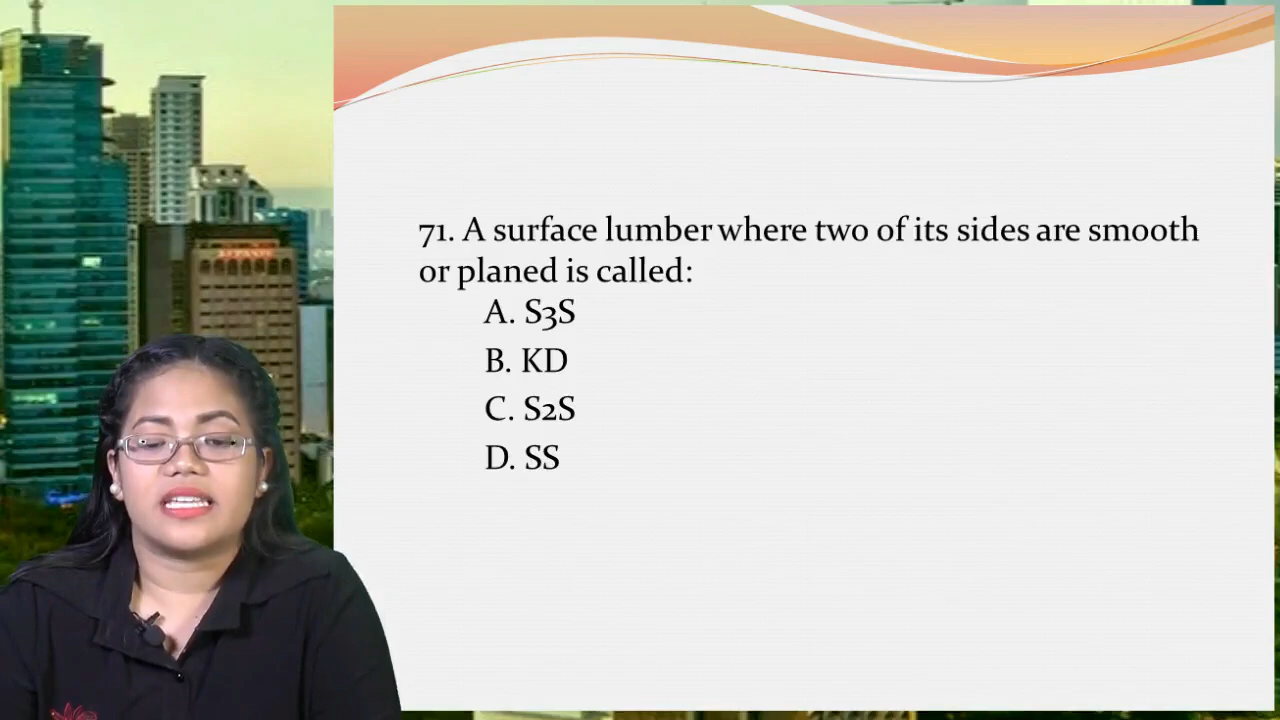 71. A surface lumber where two of its sides are smooth
or planed is called:
A. S3S
B. KD
C. S2S
D. SS